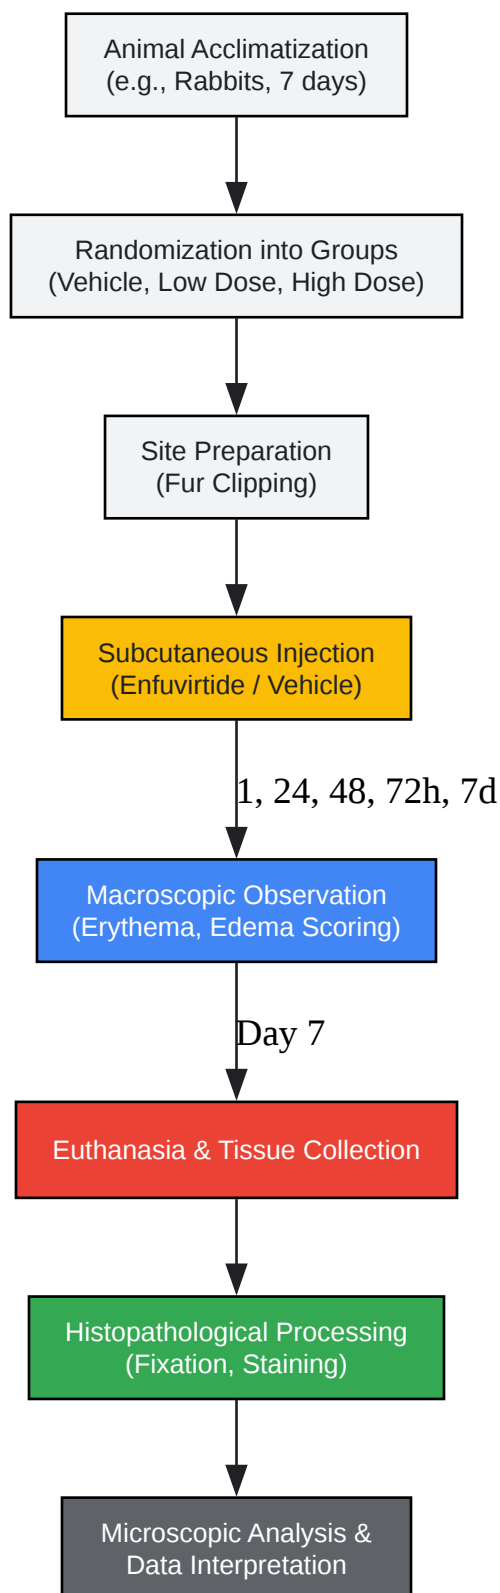 Animal Acclimatization
(e.g., Rabbits, 7 days)
Randomization into Groups
(Vehicle, Low Dose, High Dose)
Site Preparation
(Fur Clipping)
Subcutaneous Injection
(Enfuvirtide / Vehicle)
1, 24, 48, 72h, 7d
Macroscopic Observation
(Erythema, Edema Scoring)
Day 7
Euthanasia & Tissue Collection
Histopathological Processing
(Fixation, Staining)
Microscopic Analysis &
Data Interpretation